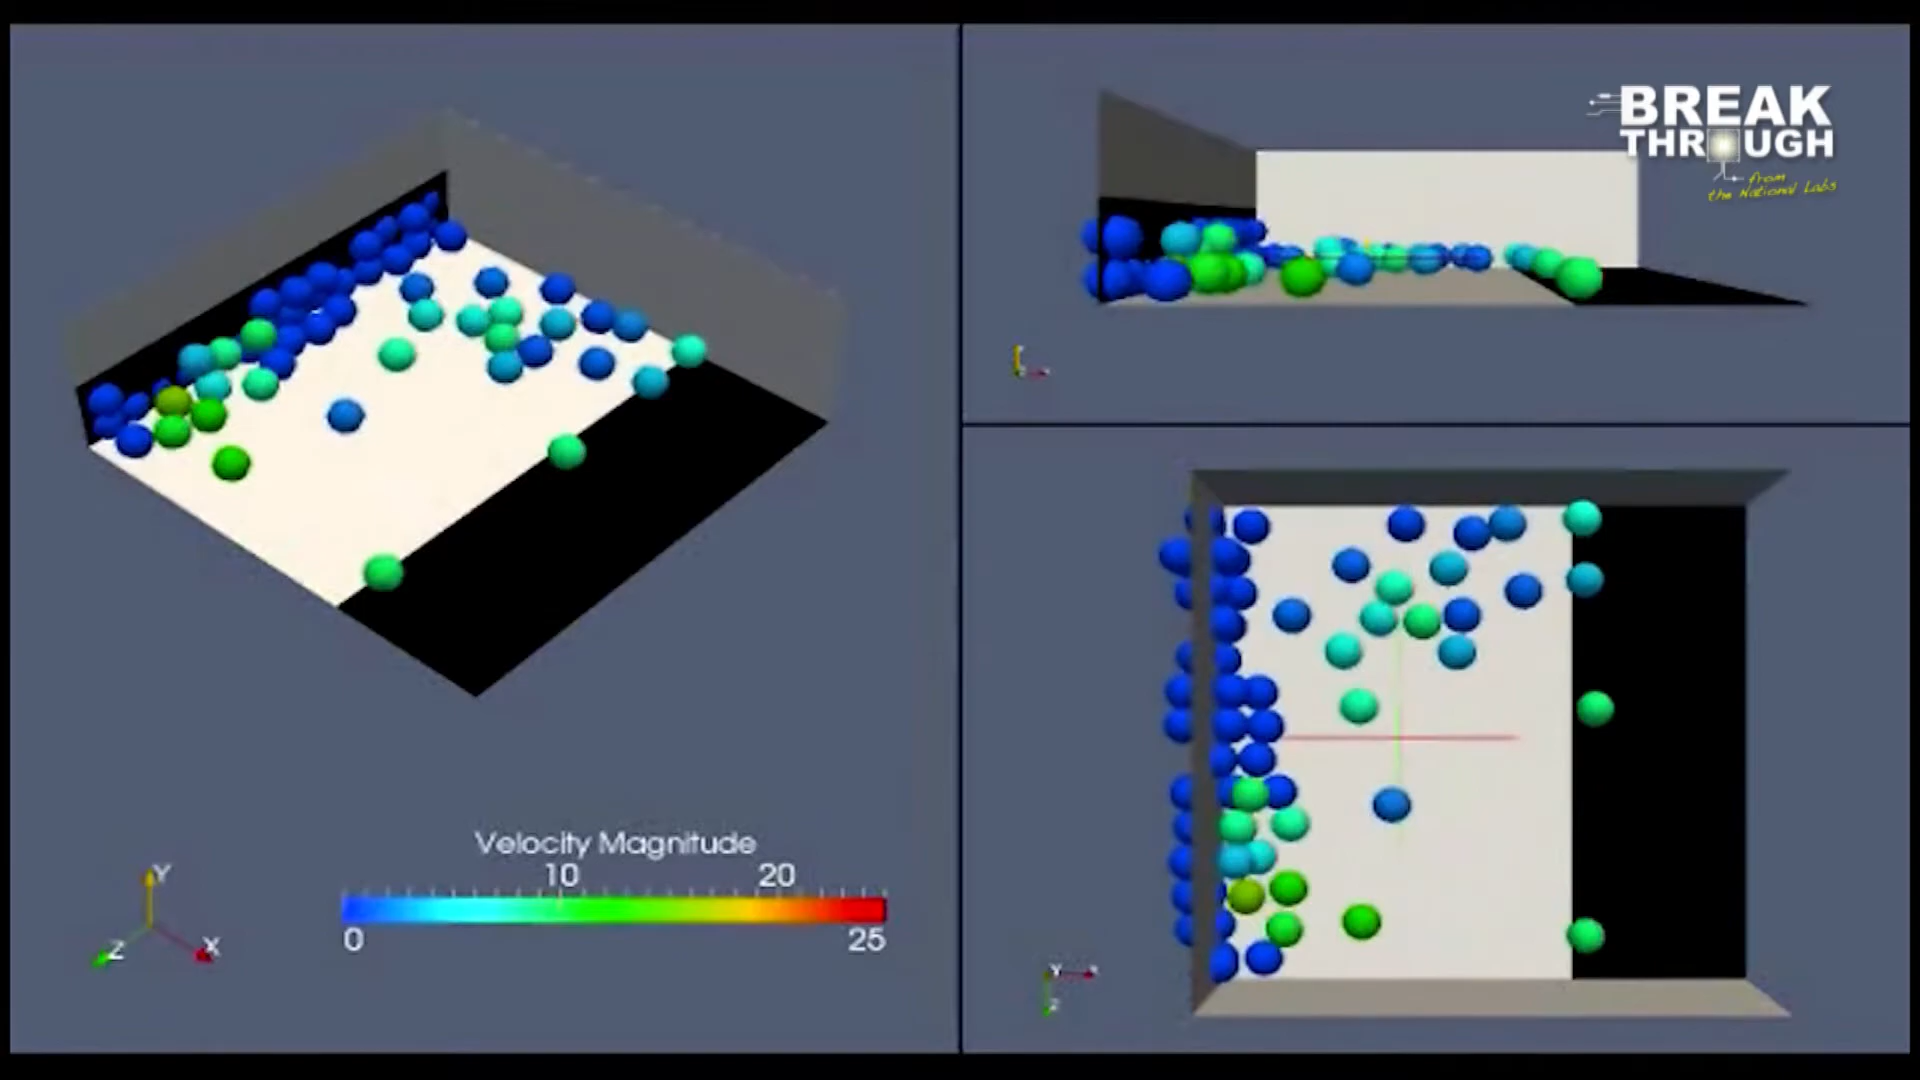 BREAK
THROUGH
from
the National Labs
Velocity Magnitude
10 20
0 25
Y
Z X
Y X
Z